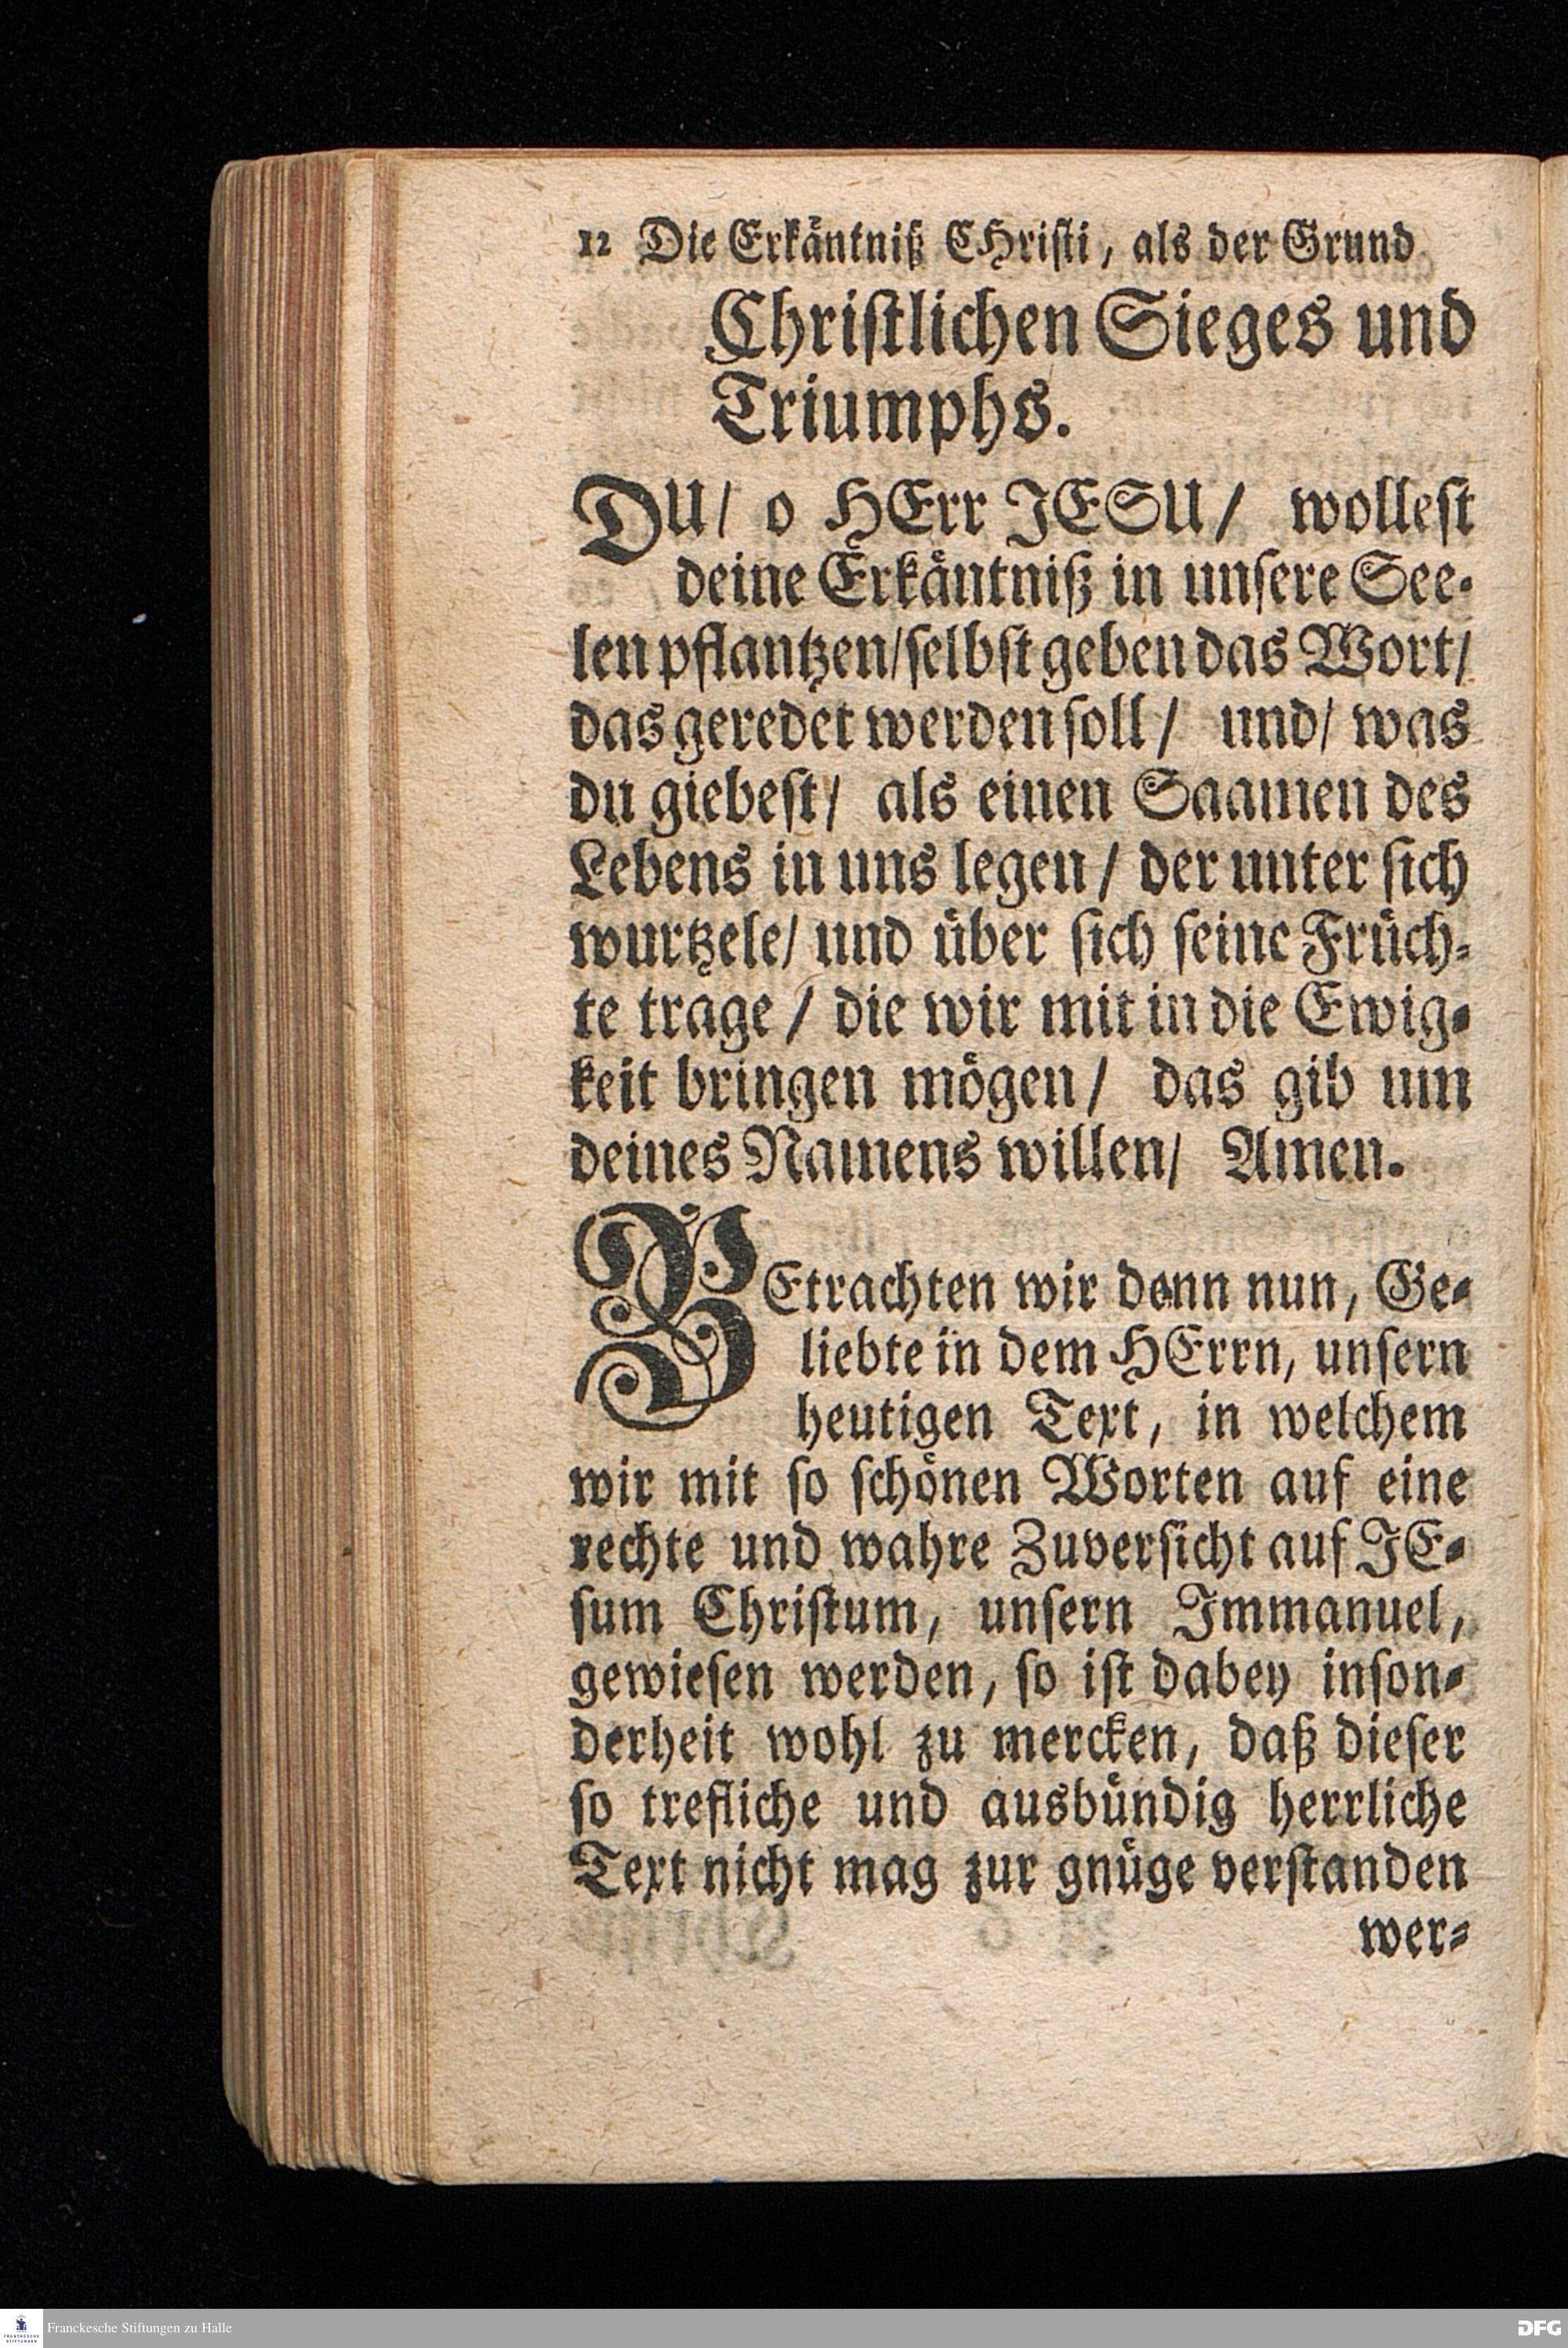 12 Die Erkäntniß CHristi, als der Grund
Christlichen Sieges und
Triumphs.
DU/ o HErr JESU/ wollest
deine Erkäntniß in unsere See-
len pflantzen/ selbst geben das Wort/
das geredet werden soll/ und/ was
du giebest/ als einen Saamen des
Lebens in uns legen/ der unter sich
wurtzele/ und über sich seine Früch-
te trage/ die wir mit in die Ewig-
keit bringen mögen/ das gib um
deines Namens willen/ Amen.
BEtrachten wir denn nun, Ge-
liebte in dem HErrn, unsern
heutigen Text, in welchem
wir mit so schönen Worten auf eine
rechte und wahre Zuversicht auf JE-
sum Christum, unsern Immanuel,
gewiesen werden, so ist dabey inson-
derheit wohl zu mercken, daß dieser
so trefliche und ausbündig herrliche
Text nicht mag zur gnüge verstanden
wer-
FRANCKESCHE
STIFTUNGEN
Franckesche Stiftungen zu Halle
DFG